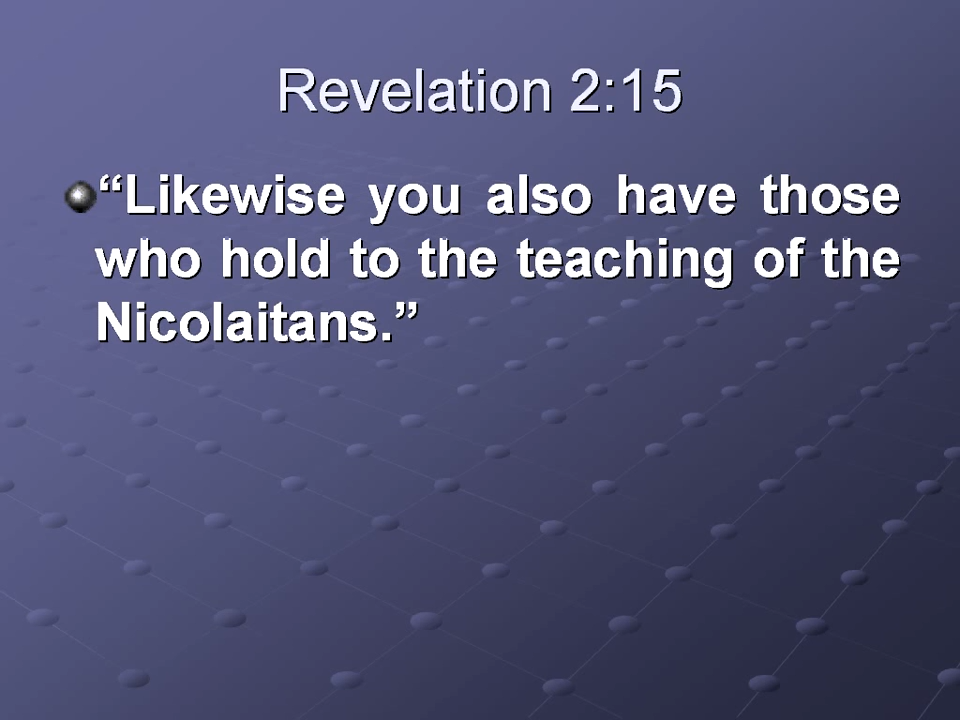 Revelation 2:15
“Likewise you also have those
who hold to the teaching of the
Nicolaitans.”